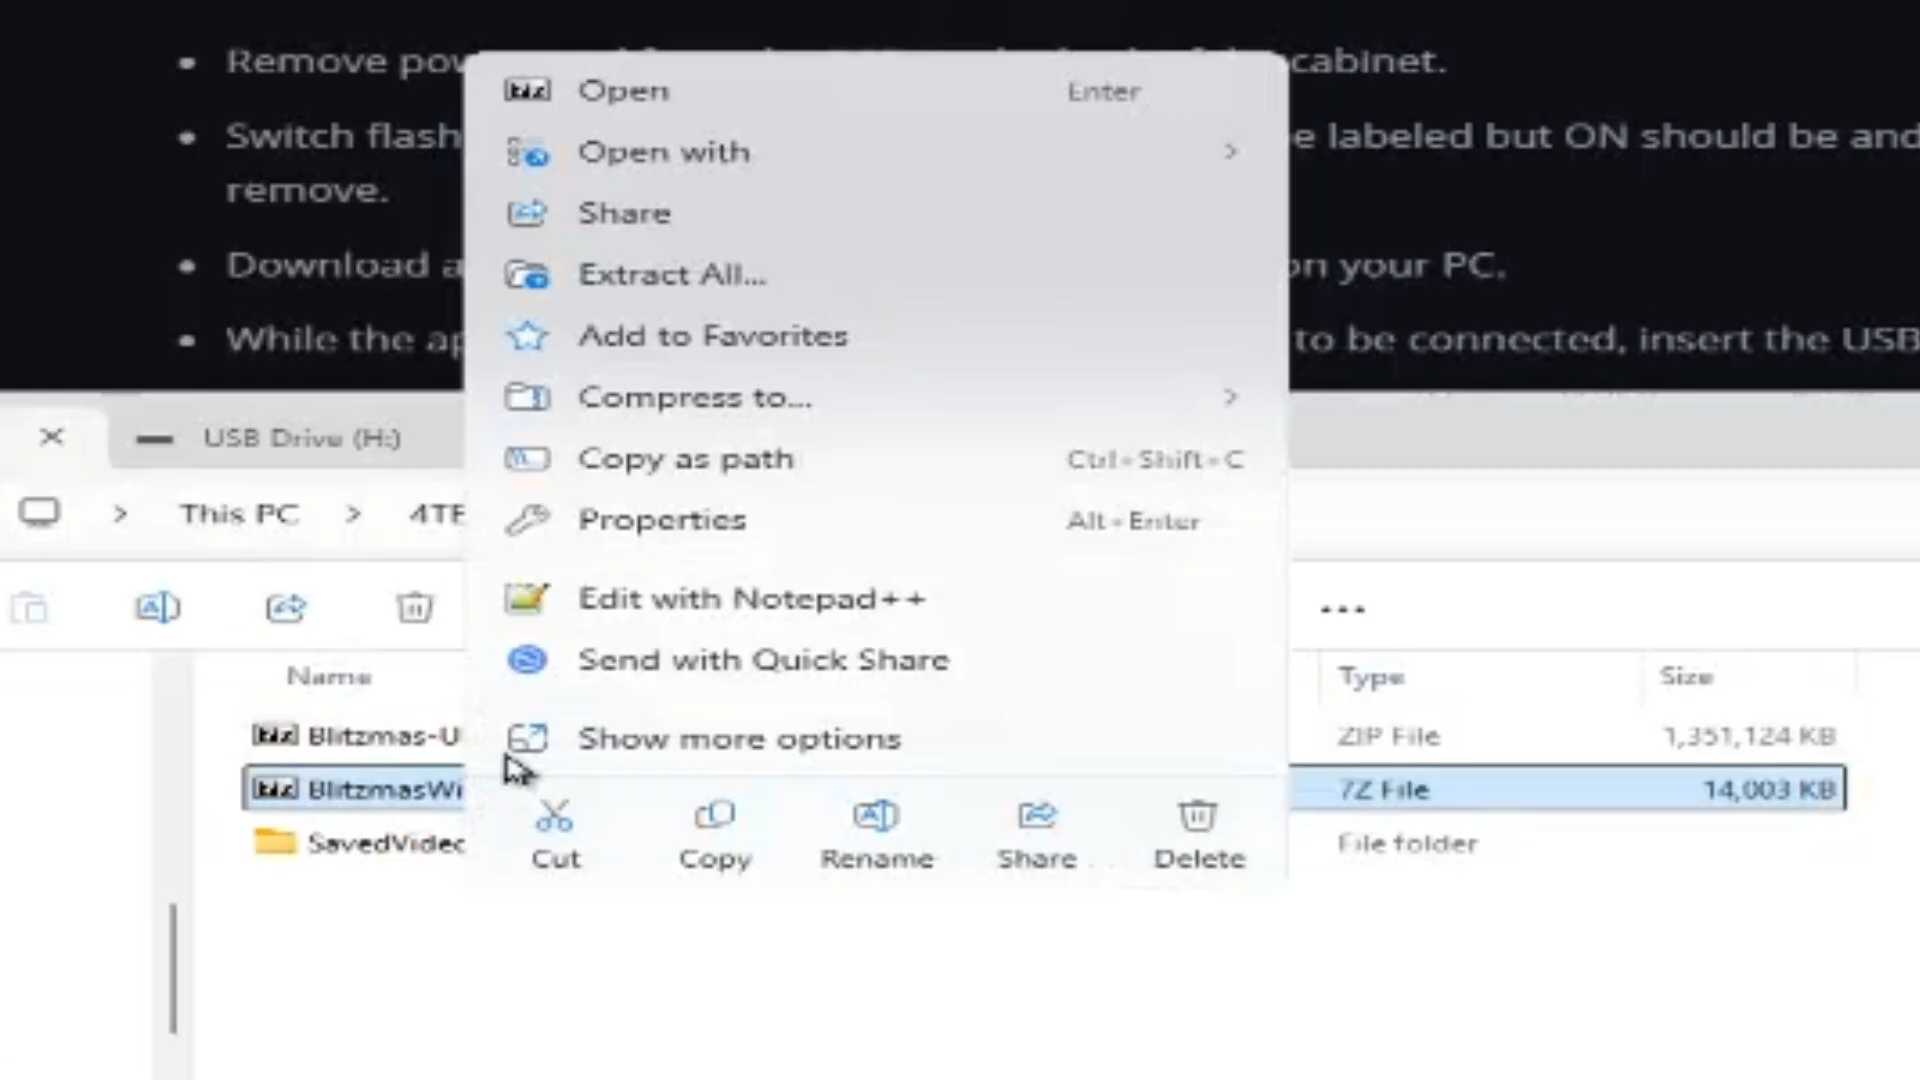 Remove pow cabinet.
Switch flash e labeled but ON should be and
remove.
Download a on your PC.
While the ap to be connected, insert the USB
Open Enter
Open with
Share
Extract All...
Add to Favorites
Compress to...
Copy as path Ctrl+Shift+C
Properties Alt+Enter
Edit with Notepad++
Send with Quick Share
Show more options
Cut Copy Rename Share Delete
USB Drive (H:)
This PC > 4TE
Name Type Size
Blitzmas-U ZIP File 1,351,124 KB
BlitzmasWi 7Z File 14,003 KB
SavedVideo File folder